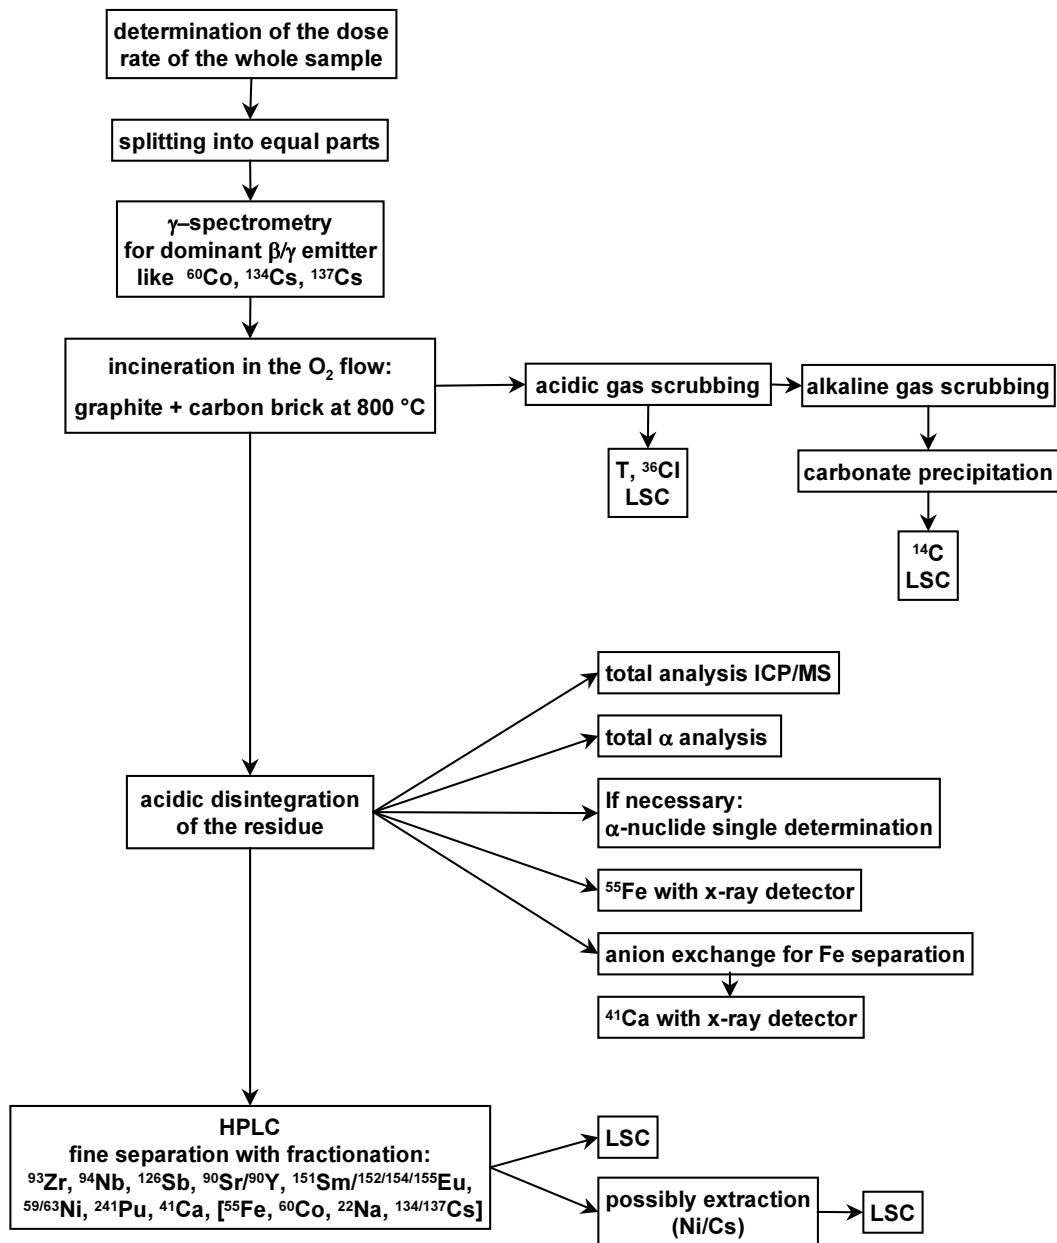 determination of the dose
rate of the whole sample
splitting into equal parts
γ–spectrometry
for dominant β/γ emitter
like ⁶⁰Co, ¹³⁴Cs, ¹³⁷Cs
incineration in the O₂ flow:
graphite + carbon brick at 800 °C
acidic gas scrubbing
alkaline gas scrubbing
T, ³⁶Cl
LSC
carbonate precipitation
¹⁴C
LSC
acidic disintegration
of the residue
total analysis ICP/MS
total α analysis
If necessary:
α-nuclide single determination
⁵⁵Fe with x-ray detector
anion exchange for Fe separation
⁴¹Ca with x-ray detector
HPLC
fine separation with fractionation:
⁹³Zr, ⁹⁴Nb, ¹²⁶Sb, ⁹⁰Sr/⁹⁰Y, ¹⁵¹Sm/¹⁵²/¹⁵⁴/¹⁵⁵Eu,
⁵⁹/⁶³Ni, ²⁴¹Pu, ⁴¹Ca, [⁵⁵Fe, ⁶⁰Co, ²²Na, ¹³⁴/¹³⁷Cs]
LSC
possibly extraction
(Ni/Cs)
LSC